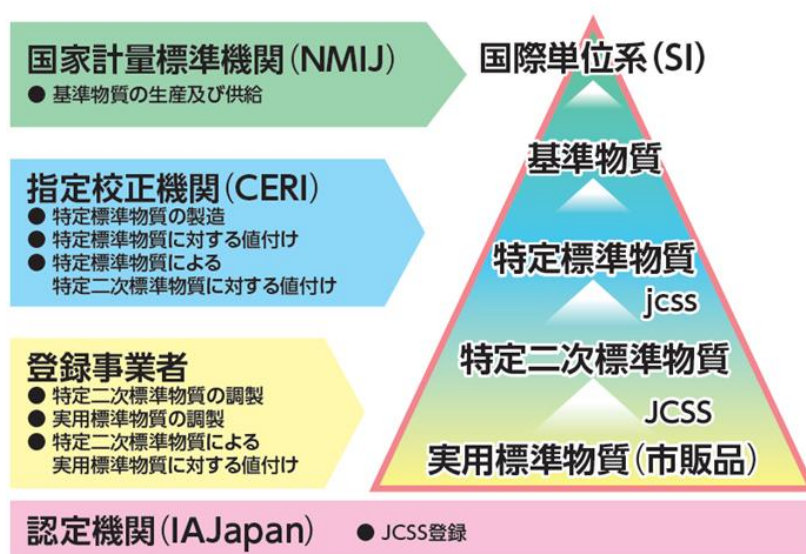 国家計量標準機関(NMIJ)
● 基準物質の生産及び供給
指定校正機関(CERI)
● 特定標準物質の製造
● 特定標準物質に対する値付け
● 特定標準物質による
特定二次標準物質に対する値付け
登録事業者
● 特定二次標準物質の調製
● 実用標準物質の調製
● 特定二次標準物質による
実用標準物質に対する値付け
国際単位系(SI)
基準物質
特定標準物質
jcss
特定二次標準物質
JCSS
実用標準物質(市販品)
認定機関(IAJapan) ● JCSS登録